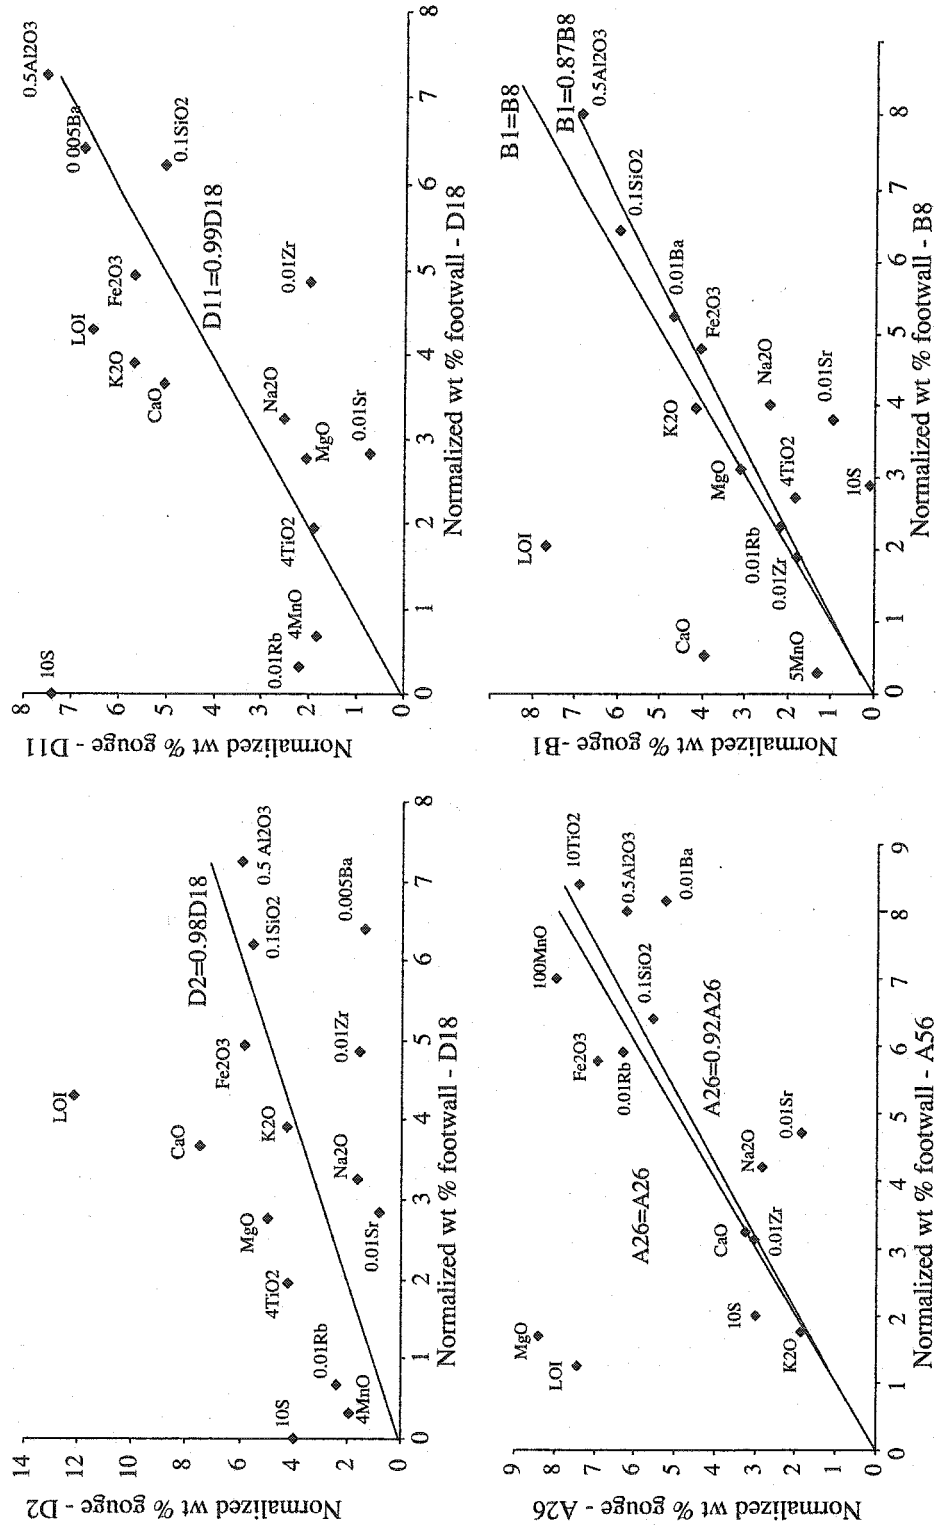 14
12
10
8
6
4
2
0
Normalized wt % gouge - D2
LOI
CaO
D2=0.98D18
Fe2O3
0.5 Al2O3
MgO
K2O
0.1SiO2
4TiO2
10S
0.01Rb
Na2O
0.01Zr
0.005Ba
4MnO
0.01Sr
0
1
2
3
4
5
6
7
8
Normalized wt % footwall - D18
8
7
6
5
4
3
2
1
0
Normalized wt % gouge - D11
10S
0.5Al2O3
0 005Ba
LOI
Fe2O3
K2O
0.1SiO2
CaO
D11=0.99D18
Na2O
0.01Zr
0.01Rb
4MnO
4TiO2
MgO
0.01Sr
0
1
2
3
4
5
6
7
8
Normalized wt % footwall - D18
9
8
7
6
5
4
3
2
1
0
Normalized wt % gouge - A26
MgO
LOI
100MnO
10TiO2
Fe2O3
0.01Rb
0.5Al2O3
0.1SiO2
0.01Ba
A26=A26
A26=0.92A26
CaO
10S
0.01Zr
Na2O
0.01Sr
K2O
0
1
2
3
4
5
6
7
8
9
Normalized wt % footwall - A56
8
7
6
5
4
3
2
1
0
Normalized wt % gouge -B1
LOI
B1=B8
B1=0.87B8
0.5Al2O3
0.1SiO2
0.01Ba
CaO
K2O
Fe2O3
MgO
0.01Rb
0.01Zr
4TiO2
Na2O
5MnO
0.01Sr
10S
0
1
2
3
4
5
6
7
8
Normalized wt % footwall - B8